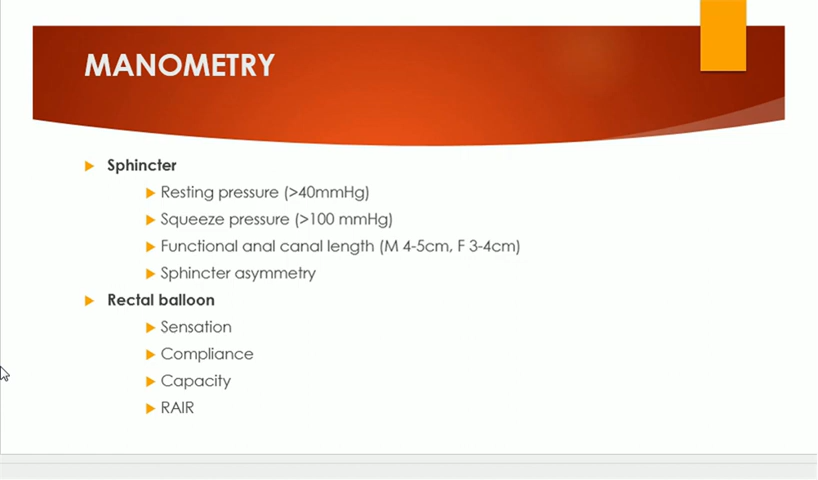 MANOMETRY
Sphincter
Resting pressure (>40mmHg)
Squeeze pressure (>100 mmHg)
Functional anal canal length (M 4-5cm, F 3-4cm)
Sphincter asymmetry
Rectal balloon
Sensation
Compliance
Capacity
RAIR